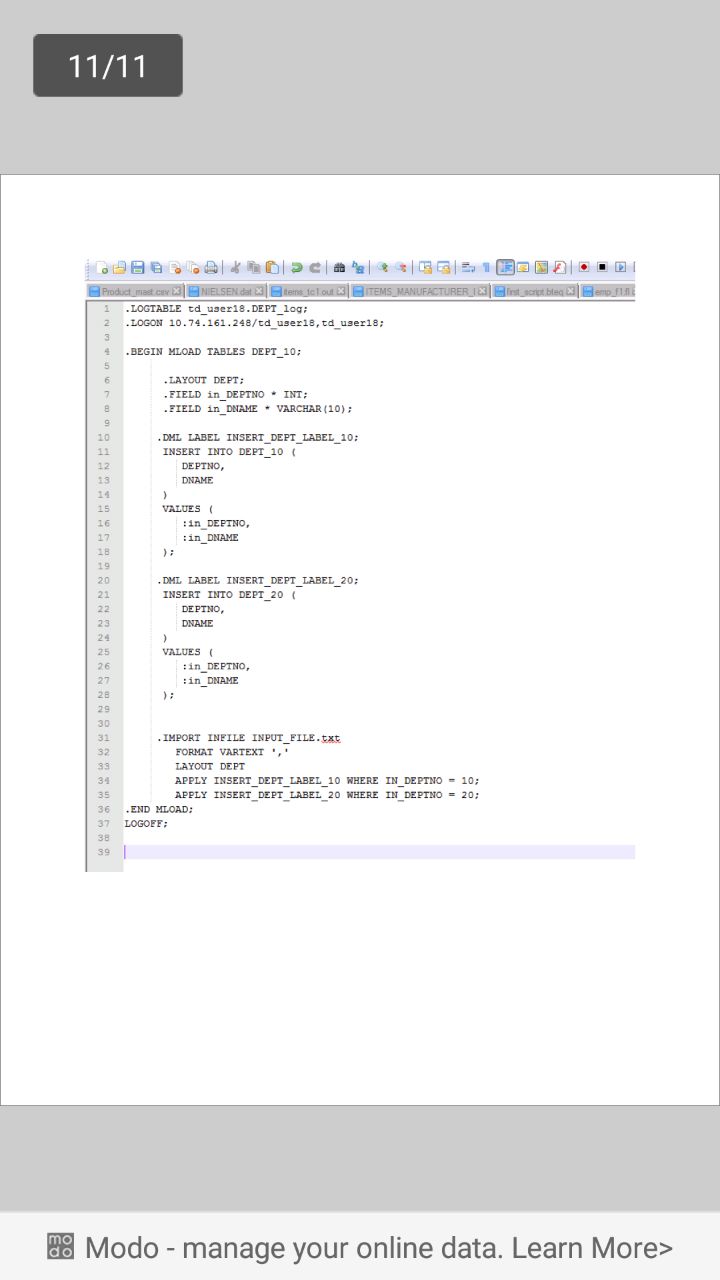 11/11
Product_mast.csv NIELSEN.dat items_tc1.out ITEMS_MANUFACTURER_ first_script.bteq emp_f1.fl
1 .LOGTABLE td_user18.DEPT_log;
2 .LOGON 10.74.161.248/td_user18,td_user18;
3
4 .BEGIN MLOAD TABLES DEPT_10;
5
6 .LAYOUT DEPT;
7 .FIELD in_DEPTNO * INT;
8 .FIELD in_DNAME * VARCHAR(10);
9
10 .DML LABEL INSERT_DEPT_LABEL_10;
11 INSERT INTO DEPT_10 (
12 DEPTNO,
13 DNAME
14 )
15 VALUES (
16 :in_DEPTNO,
17 :in_DNAME
18 );
19
20 .DML LABEL INSERT_DEPT_LABEL_20;
21 INSERT INTO DEPT_20 (
22 DEPTNO,
23 DNAME
24 )
25 VALUES (
26 :in_DEPTNO,
27 :in_DNAME
28 );
29
30
31 .IMPORT INFILE INPUT_FILE.txt
32 FORMAT VARTEXT ','
33 LAYOUT DEPT
34 APPLY INSERT_DEPT_LABEL_10 WHERE IN_DEPTNO = 10;
35 APPLY INSERT_DEPT_LABEL_20 WHERE IN_DEPTNO = 20;
36 .END MLOAD;
37 LOGOFF;
38
39
modo Modo - manage your online data. Learn More>